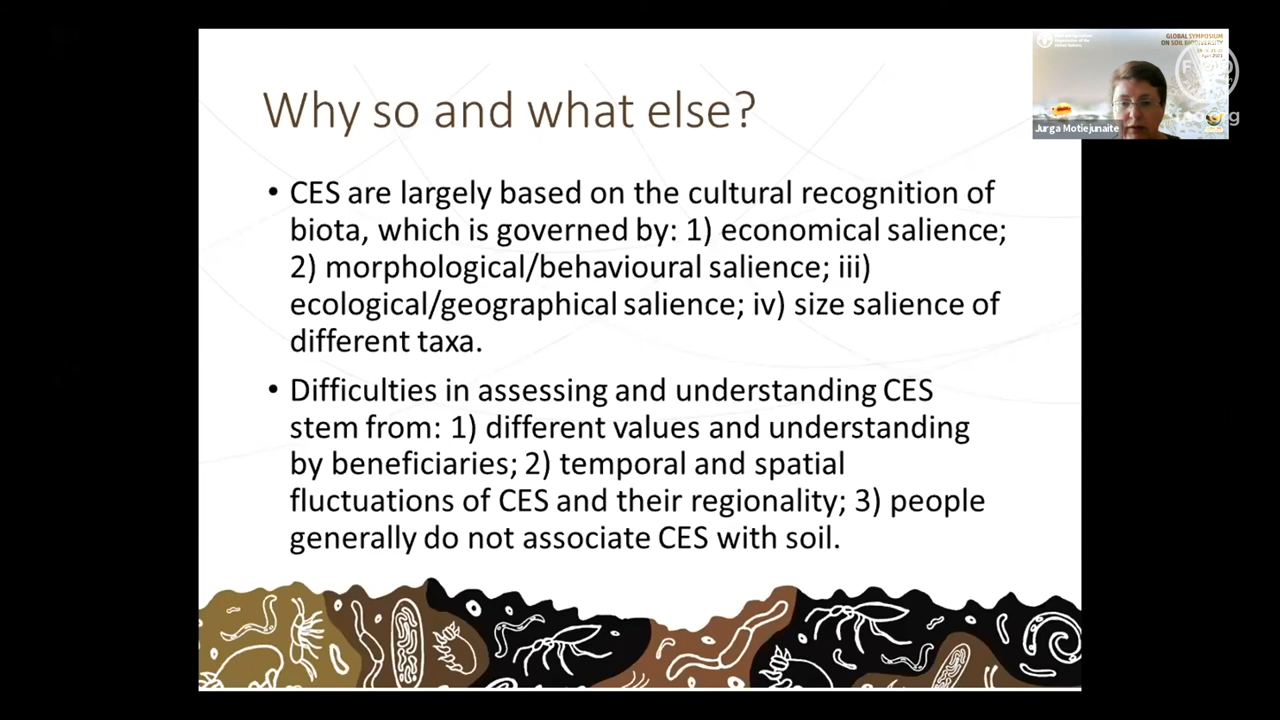 Why so and what else?
• CES are largely based on the cultural recognition of
biota, which is governed by: 1) economical salience;
2) morphological/behavioural salience; iii)
ecological/geographical salience; iv) size salience of
different taxa.
• Difficulties in assessing and understanding CES
stem from: 1) different values and understanding
by beneficiaries; 2) temporal and spatial
fluctuations of CES and their regionality; 3) people
generally do not associate CES with soil.
GLOBAL SYMPOSIUM
ON SOIL BIODIVERSITY
Jurga Motiejunaite